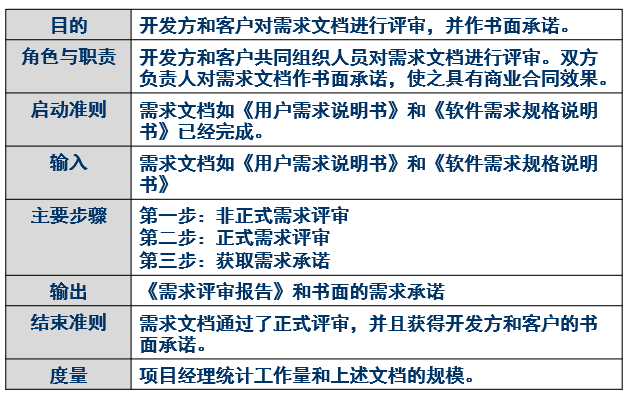 目的
开发方和客户对需求文档进行评审，并作书面承诺。
角色与职责
开发方和客户共同组织人员对需求文档进行评审。双方
负责人对需求文档作书面承诺，使之具有商业合同效果。
启动准则
需求文档如《用户需求说明书》和《软件需求规格说明
书》已经完成。
输入
需求文档如《用户需求说明书》和《软件需求规格说明
书》
主要步骤
第一步：非正式需求评审
第二步：正式需求评审
第三步：获取需求承诺
输出
《需求评审报告》和书面的需求承诺
结束准则
需求文档通过了正式评审，并且获得开发方和客户的书
面承诺。
度量
项目经理统计工作量和上述文档的规模。